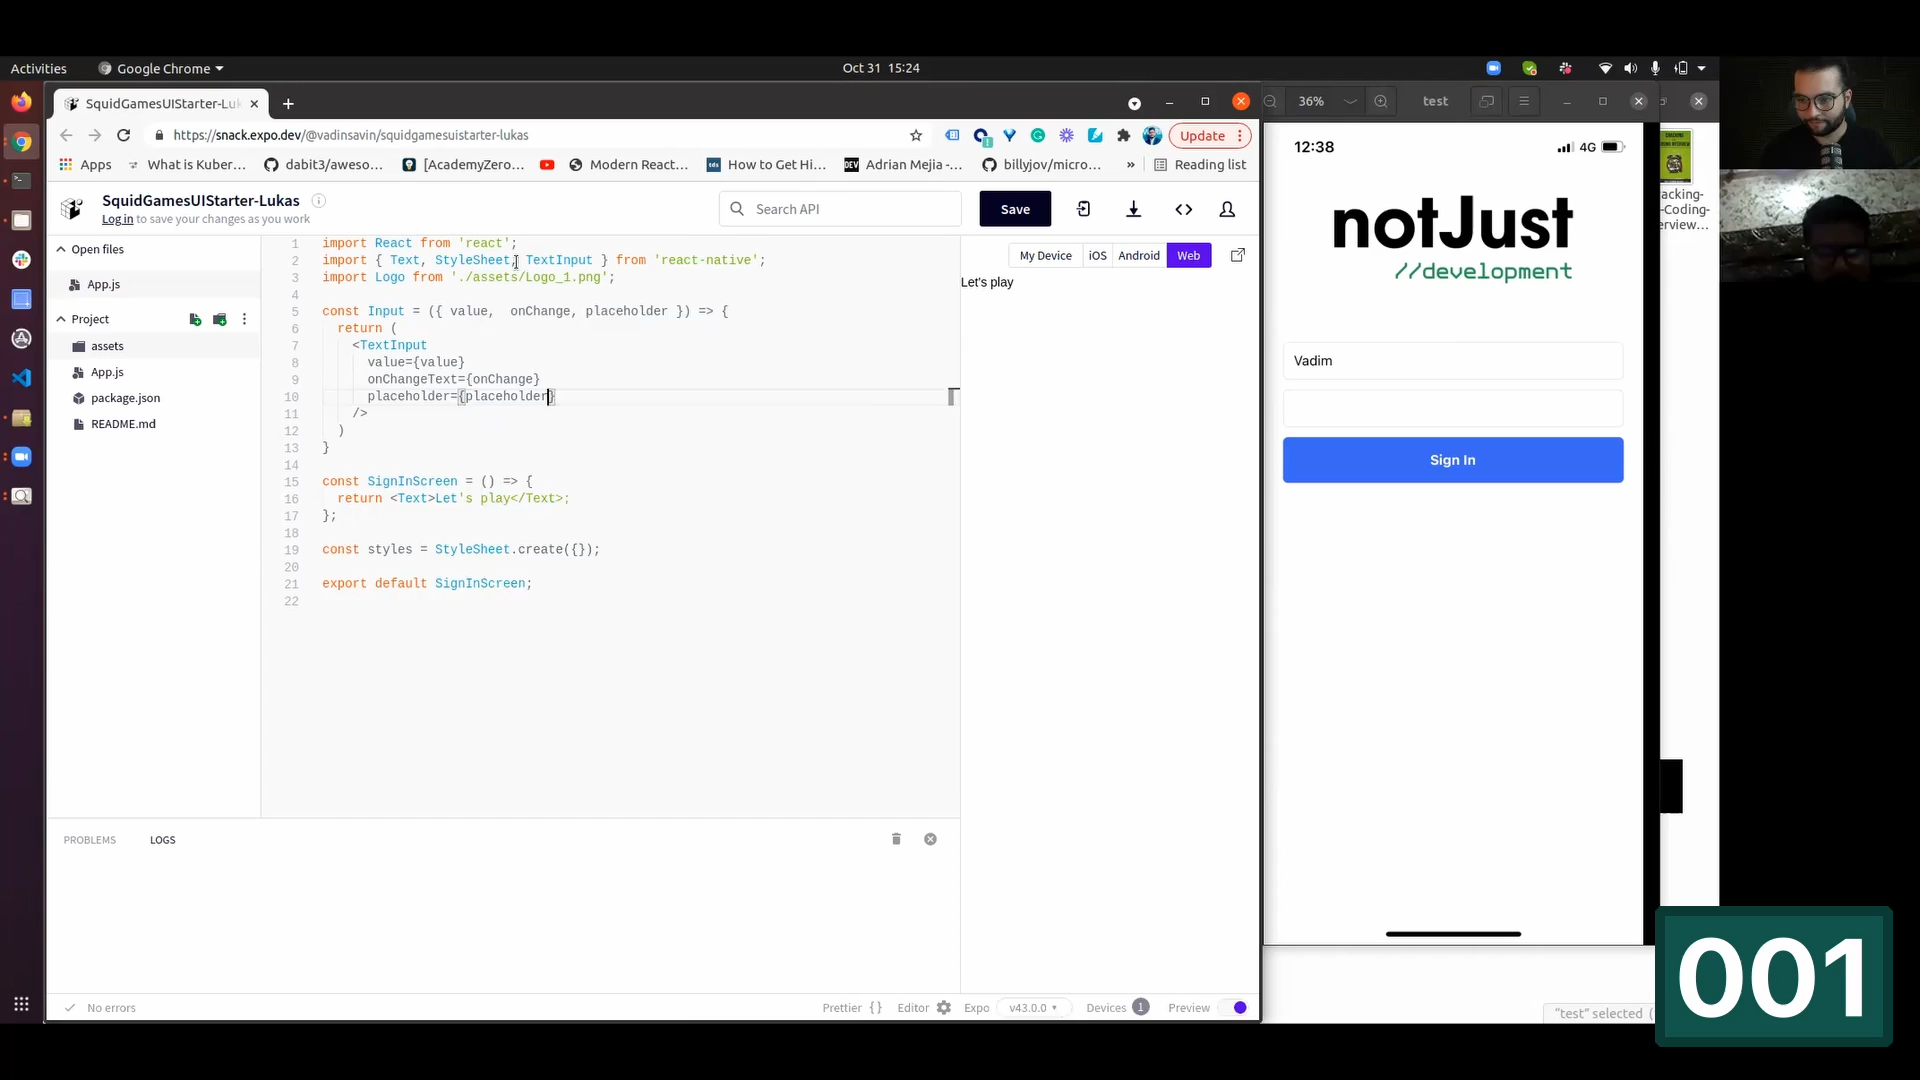 Activities
Google Chrome
Oct 31 15:24
SquidGamesUIStarter-Luk
https://snack.expo.dev/@vadinsavin/squidgamesuistarter-lukas
Update
Apps
What is Kuber...
dabit3/aweso...
[AcademyZero...
Modern React...
How to Get Hi...
DEV
Adrian Mejia -...
billyjov/micro...
»
Reading list
SquidGamesUIStarter-Lukas
Log in to save your changes as you work
Search API
Save
Open files
App.js
Project
assets
App.js
package.json
README.md
1 import React from 'react';
2 import { Text, StyleSheet, TextInput } from 'react-native';
3 import Logo from './assets/Logo_1.png';
4
5 const Input = ({ value,  onChange, placeholder }) => {
6   return (
7     <TextInput
8       value={value}
9       onChangeText={onChange}
10       placeholder={placeholder}
11     />
12   )
13 }
14
15 const SignInScreen = () => {
16   return <Text>Let's play</Text>;
17 };
18
19 const styles = StyleSheet.create({});
20
21 export default SignInScreen;
22
My Device
iOS
Android
Web
Let's play
PROBLEMS
LOGS
No errors
Prettier {}
Editor
Expo
v43.0.0
Devices 1
Preview
36%
test
12:38
4G
notJust
//development
Vadim
Sign In
acking-
-Coding-
erview...
"test" selected (
001